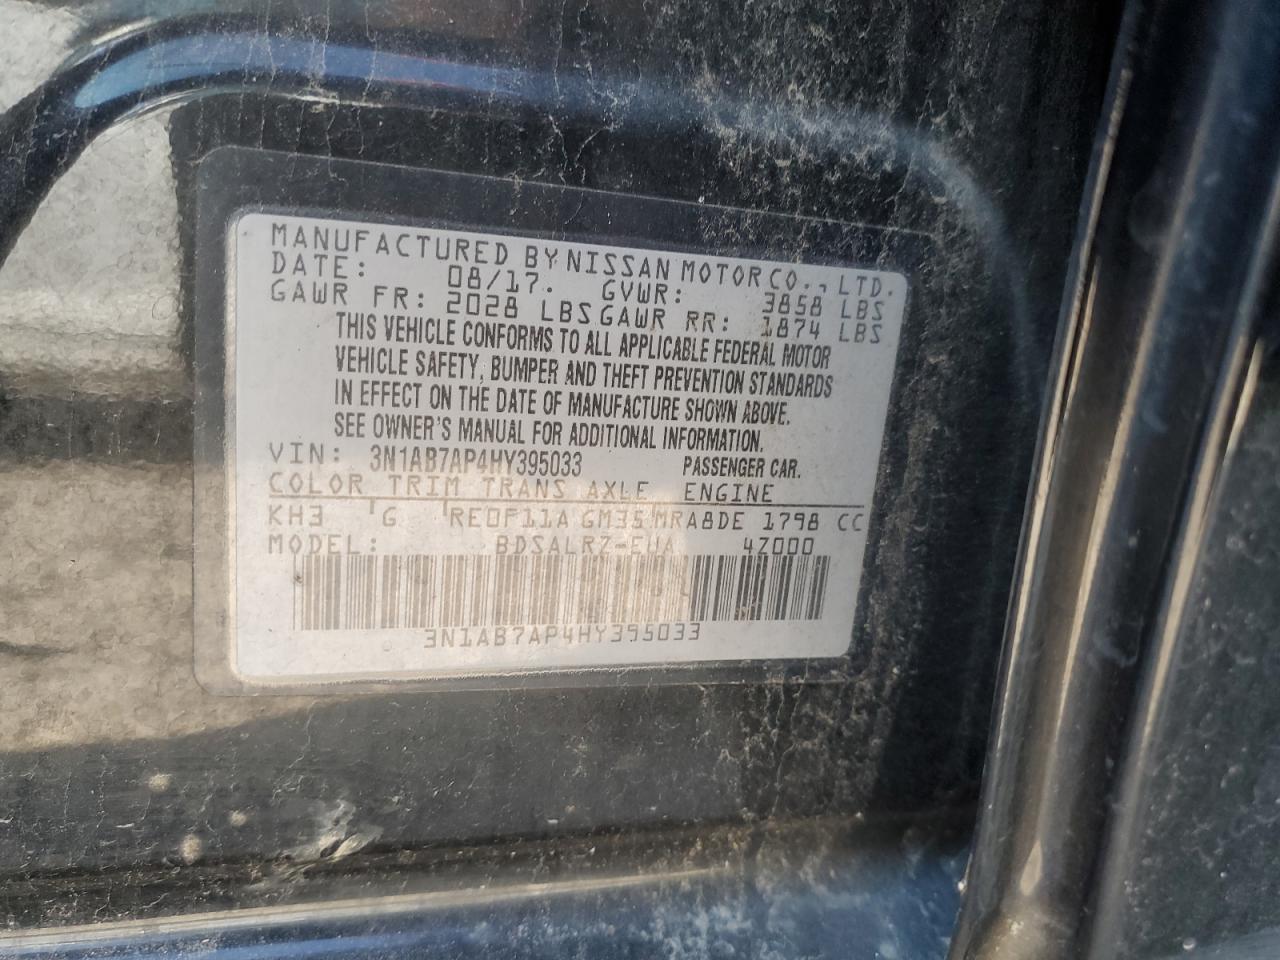 MANUFACTURED BY NISSAN MOTOR CO., LTD.
DATE: 08/17. GVWR: 3858 LBS
GAWR FR: 2028 LBS GAWR RR: 1874 LBS
THIS VEHICLE CONFORMS TO ALL APPLICABLE FEDERAL MOTOR
VEHICLE SAFETY, BUMPER AND THEFT PREVENTION STANDARDS
IN EFFECT ON THE DATE OF MANUFACTURE SHOWN ABOVE.
SEE OWNER'S MANUAL FOR ADDITIONAL INFORMATION.
VIN: 3N1AB7AP4HY395033 PASSENGER CAR.
COLOR TRIM TRANS AXLE ENGINE
KH3 G RE0F11A GM35 MRA8DE 1798 CC
MODEL: BDSALRZ-EUA 4Z000
3N1AB7AP4HY395033